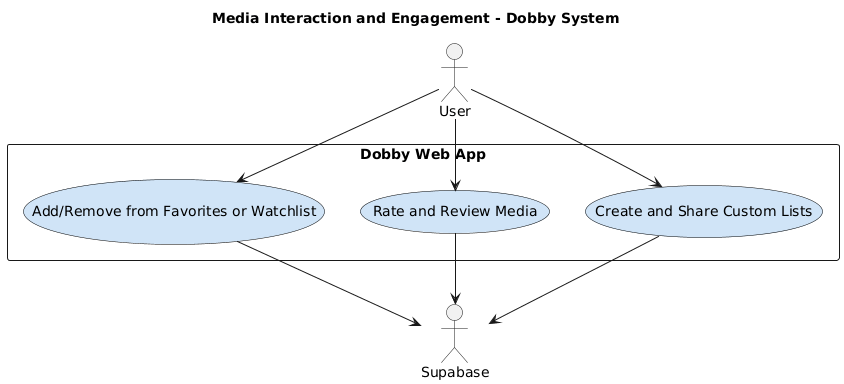 Media Interaction and Engagement - Dobby System
User
Dobby Web App
Add/Remove from Favorites or Watchlist
Rate and Review Media
Create and Share Custom Lists
Supabase